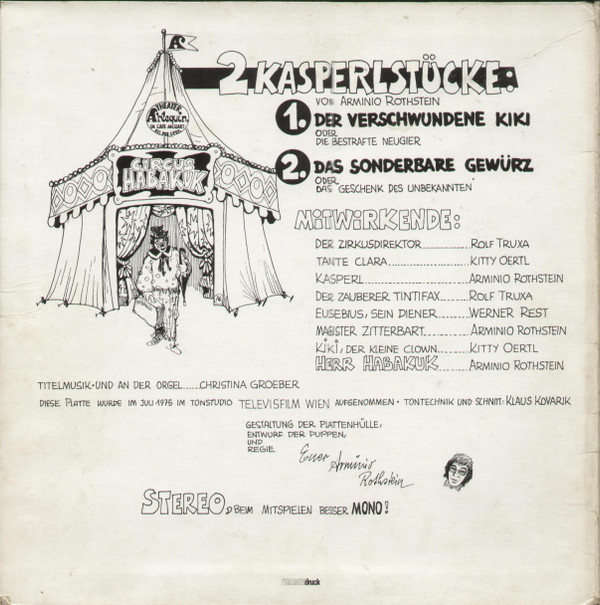 A
THEATER
Arlequin
IM CAFE MOZART
CIRCUS
HABAKUK
2 KASPERLSTÜCKE:
VON ARMINIO ROTHSTEIN
1. DER VERSCHWUNDENE KIKI
ODER
DIE BESTRAFTE NEUGIER
2. DAS SONDERBARE GEWÜRZ
ODER
DAS "GESCHENK DES UNBEKANNTEN"
MITWIRKENDE:
DER ZIRKUSDIREKTOR............ROLF TRUXA
TANTE CLARA......................KITTY OERTL
KASPERL...........................ARMINIO ROTHSTEIN
DER ZAUBERER TINTIFAX.......ROLF TRUXA
EUSEBIUS, SEIN DIENER........WERNER REST
MAGISTER ZITTERBART..........ARMINIO ROTHSTEIN
KIKI, DER KLEINE CLOWN.....KITTY OERTL
HERR HABAKUK........ARMINIO ROTHSTEIN
TITELMUSIK·UND AN DER ORGEL.....CHRISTINA GROEBER
DIESE PLATTE WURDE IM JULI 1975 IM TONSTUDIO TELEVISFILM WIEN AUFGENOMMEN · TONTECHNIK UND SCHNITT: KLAUS KOVARIK
GESTALTUNG DER PLATTENHÜLLE,
ENTWURF DER PUPPEN,
UND
REGIE
Euer Arminio
Rothstein
STEREO, BEIM MITSPIELEN BESSER MONO!
druck